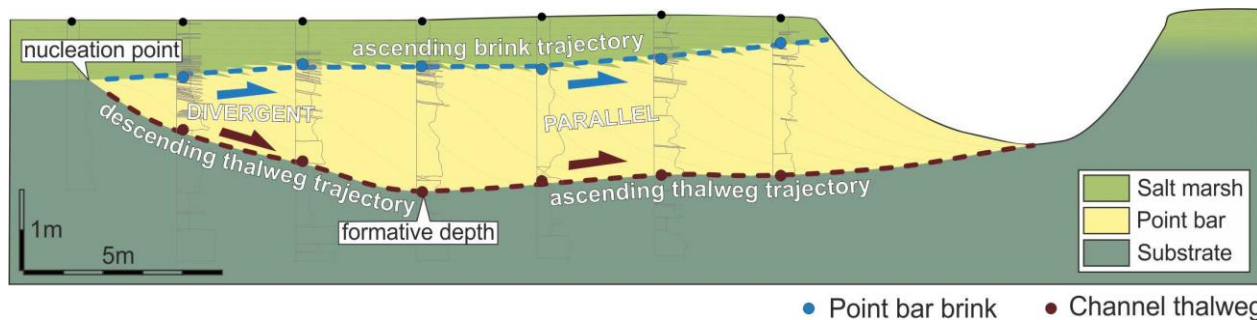 nucleation point
ascending brink trajectory
DIVERGENT
PARALLEL
descending thalweg trajectory
ascending thalweg trajectory
formative depth
1m
5m
Salt marsh
Point bar
Substrate
Point bar brink
Channel thalweg